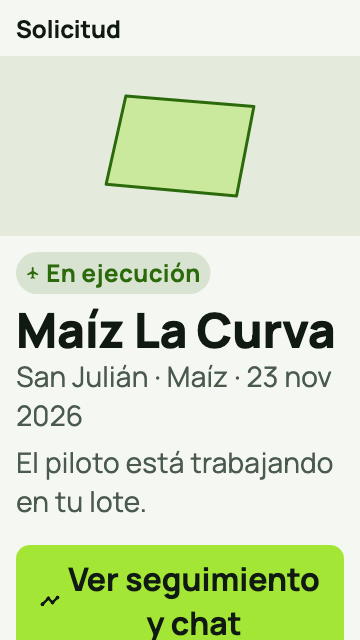 Solicitud
En ejecución
Maíz La Curva
San Julián · Maíz · 23 nov
2026
El piloto está trabajando
en tu lote.
Ver seguimiento
y chat